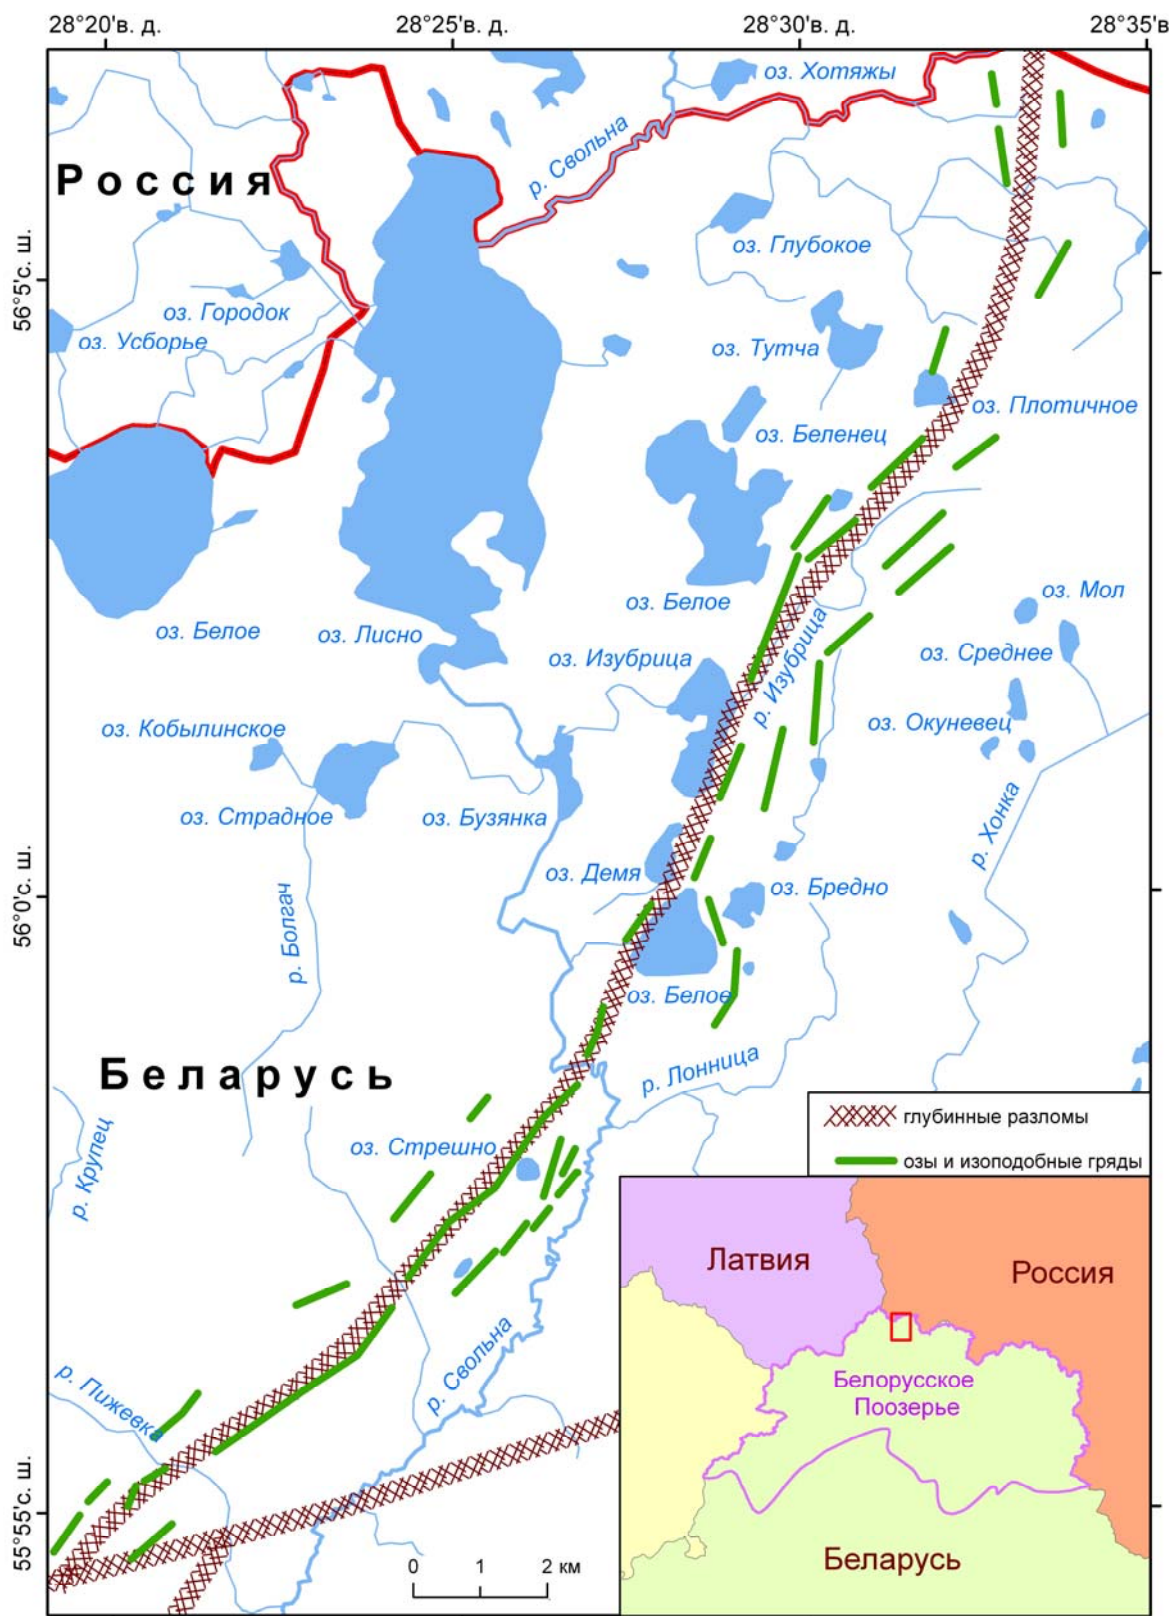 28°20'в. д.
28°25'в. д.
28°30'в. д.
28°35'в
оз. Хотяжы
р. Свольна
Россия
оз. Глубокое
56°5'с. ш.
оз. Городок
оз. Усборье
оз. Тутча
оз. Плотичное
оз. Беленец
оз. Мол
оз. Белое
оз. Белое
оз. Лисно
р. Изубрица
оз. Изубрица
оз. Среднее
оз. Кобылинское
оз. Окуневец
оз. Страдное
оз. Бузянка
р. Хонка
оз. Демя
оз. Бредно
56°0'с. ш.
р. Болгач
оз. Белое
Беларусь
р. Лонница
глубинные разломы
оз. Стрешно
озы и изоподобные гряды
р. Крупец
Латвия
Россия
р. Свольна
р. Пижевка
Белорусское
Поозерье
55°55'с. ш.
0 1 2 км
Беларусь